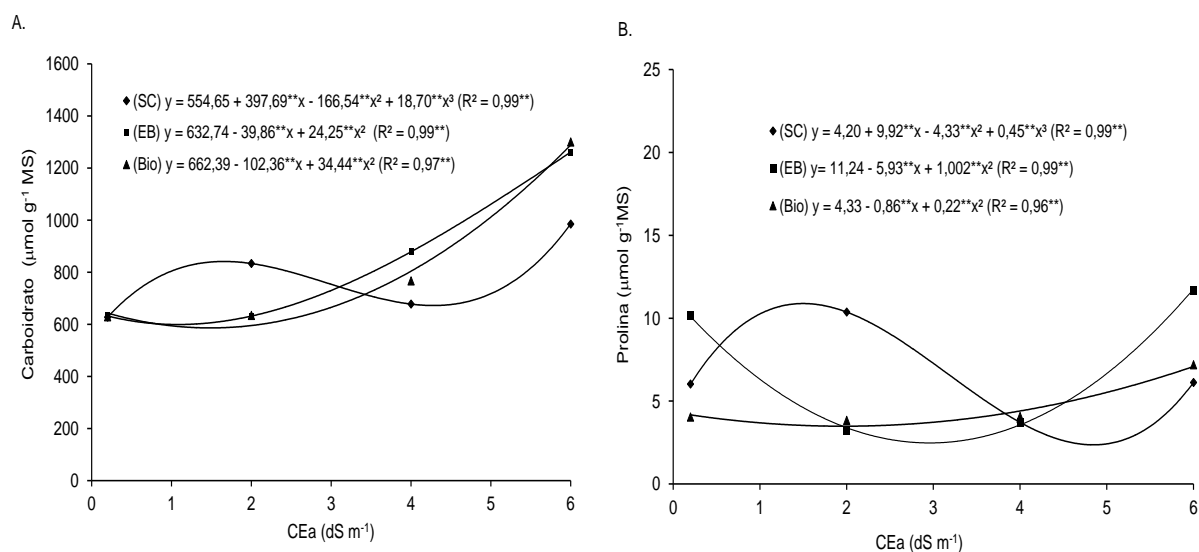 A.
Carboidrato (μmol g⁻¹ MS)
1600
1400
1200
1000
800
600
400
200
0
(SC) y = 554,65 + 397,69**x - 166,54**x² + 18,70**x³ (R² = 0,99**)
(EB) y = 632,74 - 39,86**x + 24,25**x² (R² = 0,99**)
(Bio) y = 662,39 - 102,36**x + 34,44**x² (R² = 0,97**)
0 1 2 3 4 5 6
CEa (dS m⁻¹)
B.
Prolina (μmol g⁻¹MS)
25
20
15
10
5
0
(SC) y = 4,20 + 9,92**x - 4,33**x² + 0,45**x³ (R² = 0,99**)
(EB) y= 11,24 - 5,93**x + 1,002**x² (R² = 0,99**)
(Bio) y = 4,33 - 0,86**x + 0,22**x² (R² = 0,96**)
0 1 2 3 4 5 6
CEa (dS m⁻¹)